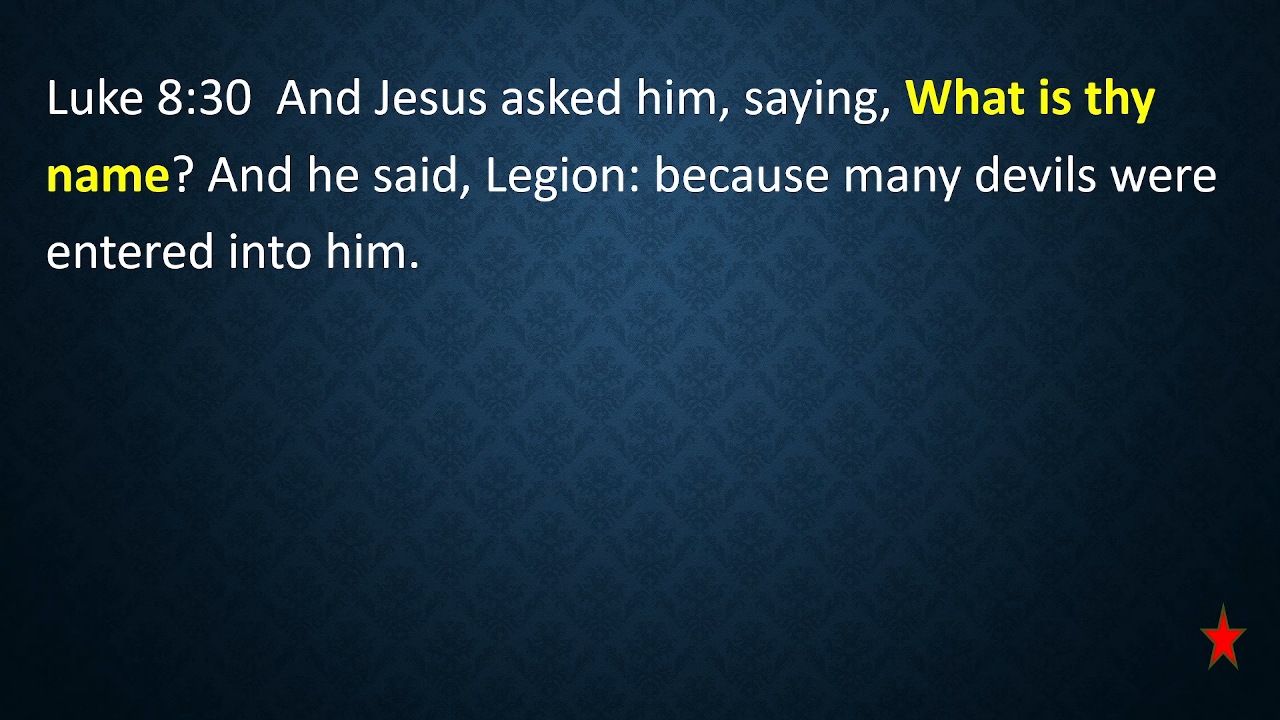 Luke 8:30  And Jesus asked him, saying, What is thy
name? And he said, Legion: because many devils were
entered into him.